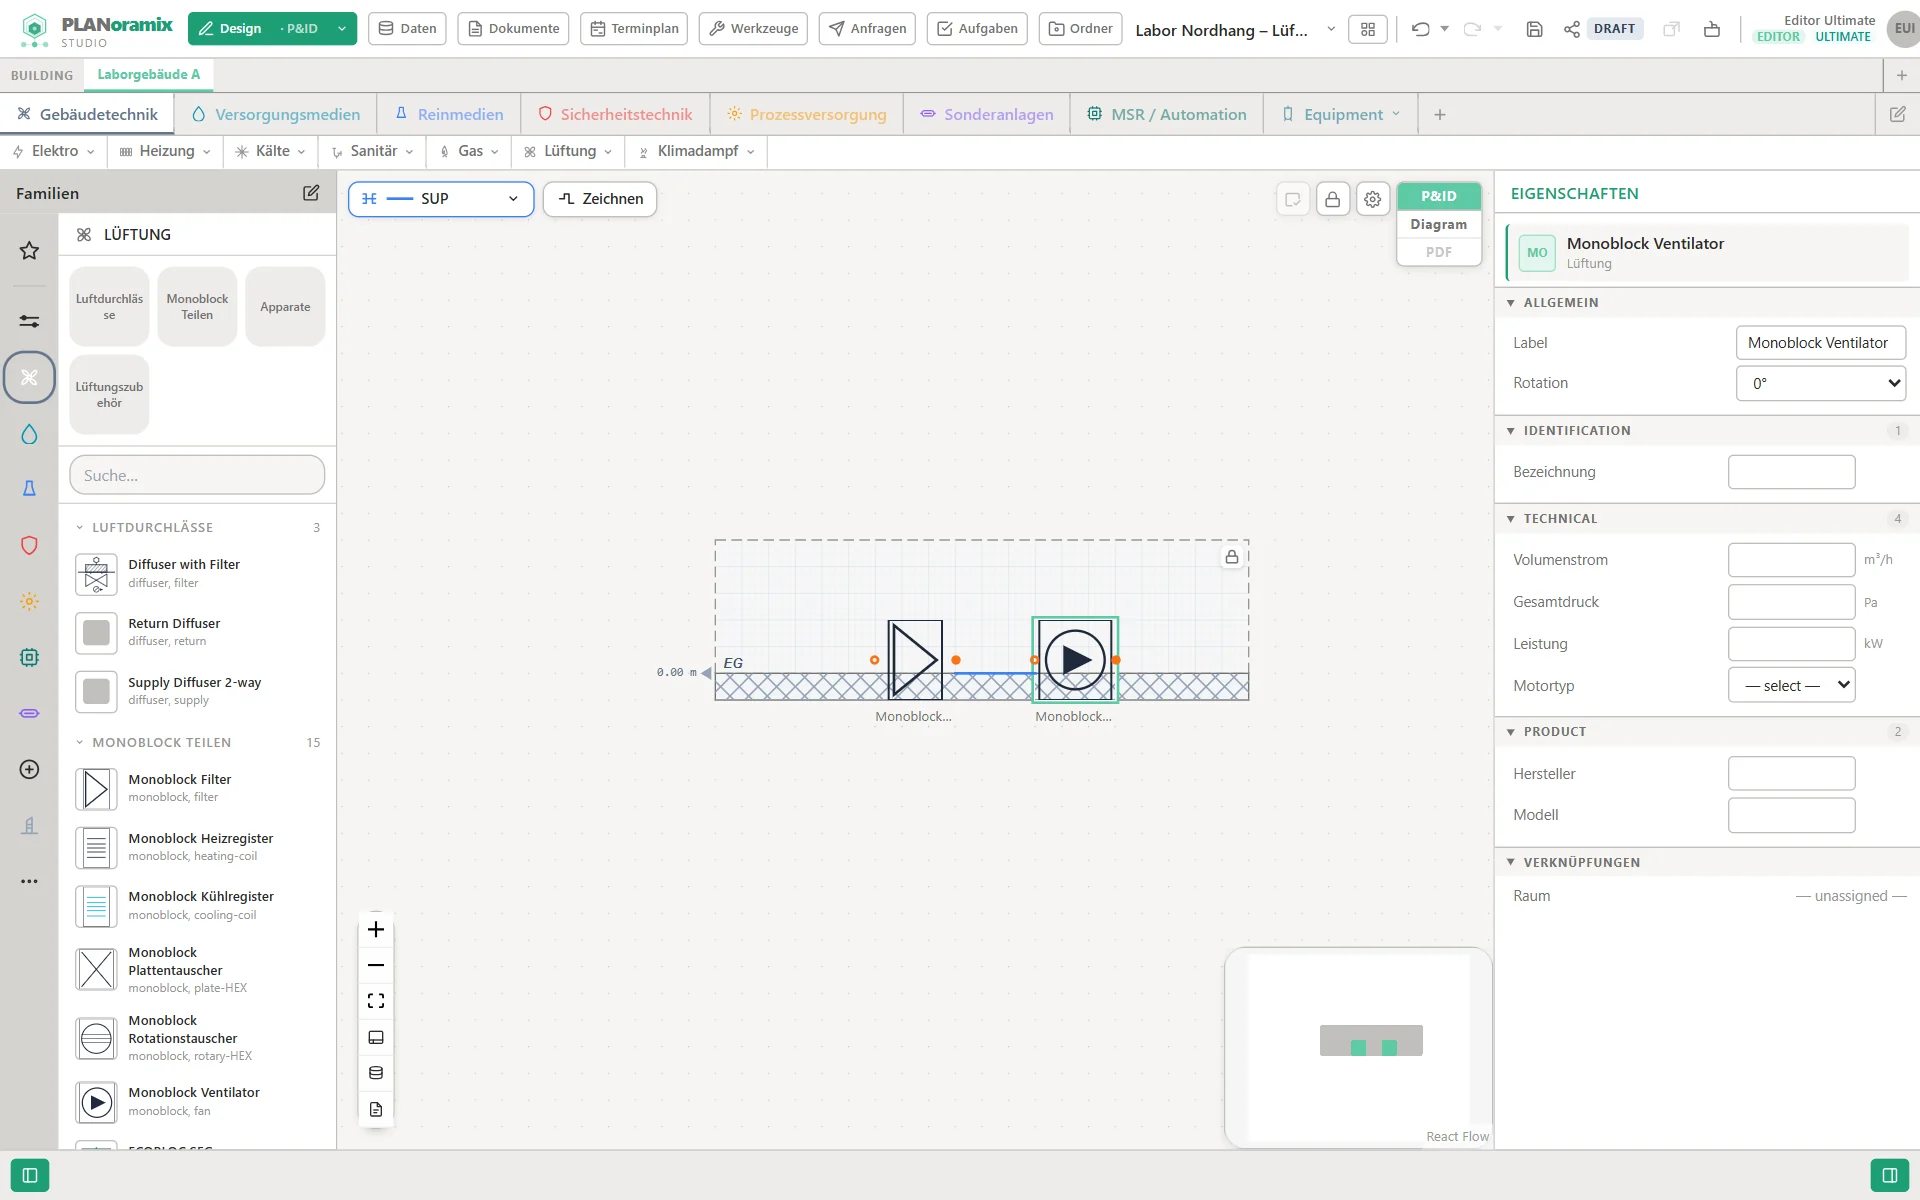 PLANoramix
STUDIO
Design · P&ID
Daten
Dokumente
Terminplan
Werkzeuge
Anfragen
Aufgaben
Ordner
Labor Nordhang – Lüf...
DRAFT
Editor Ultimate
EDITOR ULTIMATE
EUI
BUILDING
Laborgebäude A
Gebäudetechnik
Versorgungsmedien
Reinmedien
Sicherheitstechnik
Prozessversorgung
Sonderanlagen
MSR / Automation
Equipment
Elektro
Heizung
Kälte
Sanitär
Gas
Lüftung
Klimadampf
Familien
LÜFTUNG
Luftdurchläs
se
Monoblock
Teilen
Apparate
Lüftungszub
ehör
Suche...
LUFTDURCHLÄSSE 3
Diffuser with Filter
diffuser, filter
Return Diffuser
diffuser, return
Supply Diffuser 2-way
diffuser, supply
MONOBLOCK TEILEN 15
Monoblock Filter
monoblock, filter
Monoblock Heizregister
monoblock, heating-coil
Monoblock Kühlregister
monoblock, cooling-coil
Monoblock
Plattentauscher
monoblock, plate-HEX
Monoblock
Rotationstauscher
monoblock, rotary-HEX
Monoblock Ventilator
monoblock, fan
SUP
Zeichnen
P&ID
Diagram
PDF
0.00 m
EG
Monoblock...
Monoblock...
React Flow
EIGENSCHAFTEN
MO
Monoblock Ventilator
Lüftung
ALLGEMEIN
Label Monoblock Ventilator
Rotation 0°
IDENTIFICATION 1
Bezeichnung
TECHNICAL 4
Volumenstrom m³/h
Gesamtdruck Pa
Leistung kW
Motortyp — select —
PRODUCT 2
Hersteller
Modell
VERKNÜPFUNGEN
Raum — unassigned —